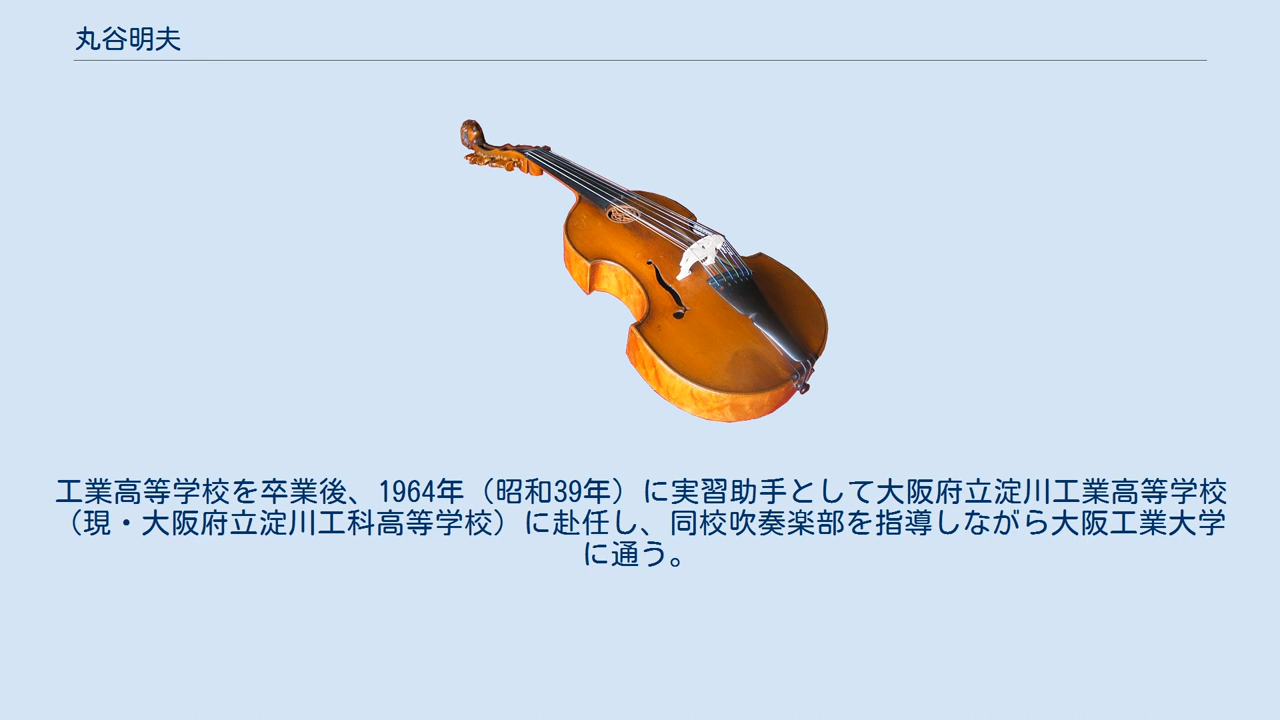 丸谷明夫
工業高等学校を卒業後、1964年（昭和39年）に実習助手として大阪府立淀川工業高等学校
（現・大阪府立淀川工科高等学校）に赴任し、同校吹奏楽部を指導しながら大阪工業大学
に通う。